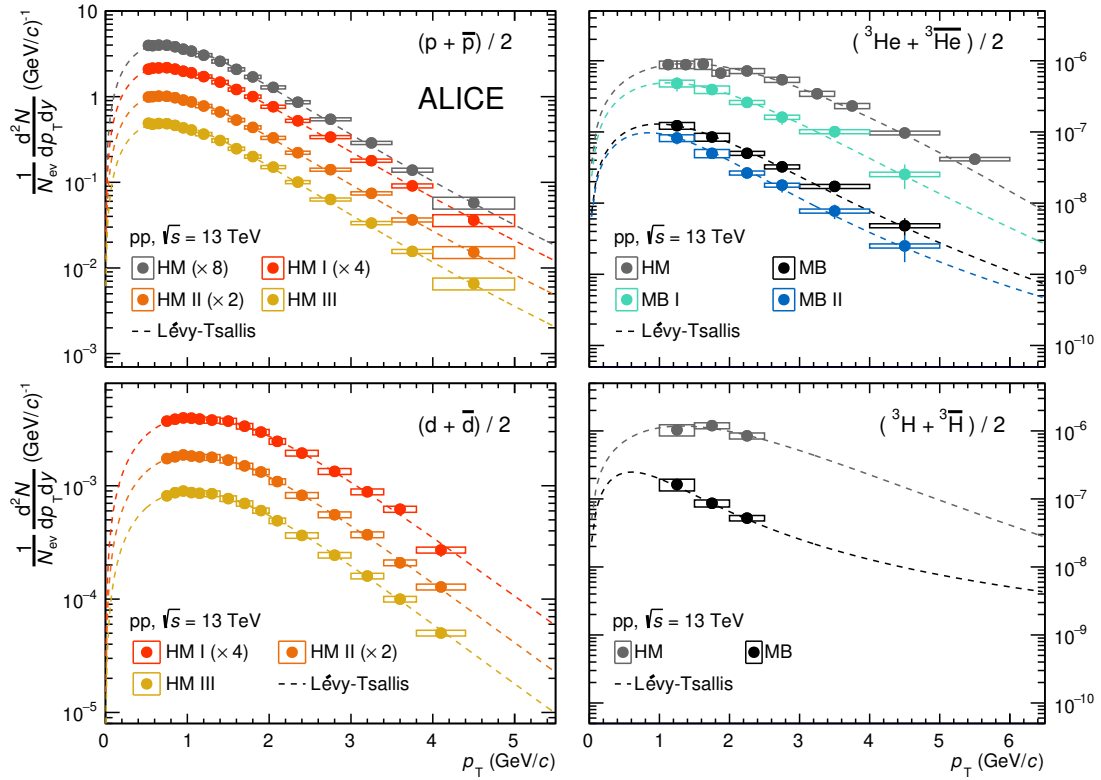 1/N_ev d²N/dp_Tdy (GeV/c)⁻¹
10
1
10⁻¹
10⁻²
10⁻³
(p + p̅) / 2
ALICE
pp, √s = 13 TeV
HM (× 8) HM I (× 4)
HM II (× 2) HM III
Lévy-Tsallis
(³He + ³H̅e̅) / 2
10⁻⁶
10⁻⁷
10⁻⁸
10⁻⁹
10⁻¹⁰
pp, √s = 13 TeV
HM MB
MB I MB II
Lévy-Tsallis
1/N_ev d²N/dp_Tdy (GeV/c)⁻¹
10⁻³
10⁻⁴
10⁻⁵
(d + d̅) / 2
pp, √s = 13 TeV
HM I (× 4) HM II (× 2)
HM III Lévy-Tsallis
0 1 2 3 4 5
p_T (GeV/c)
(³H + ³H̅) / 2
10⁻⁶
10⁻⁷
10⁻⁸
10⁻⁹
10⁻¹⁰
pp, √s = 13 TeV
HM MB
Lévy-Tsallis
0 1 2 3 4 5 6
p_T (GeV/c)